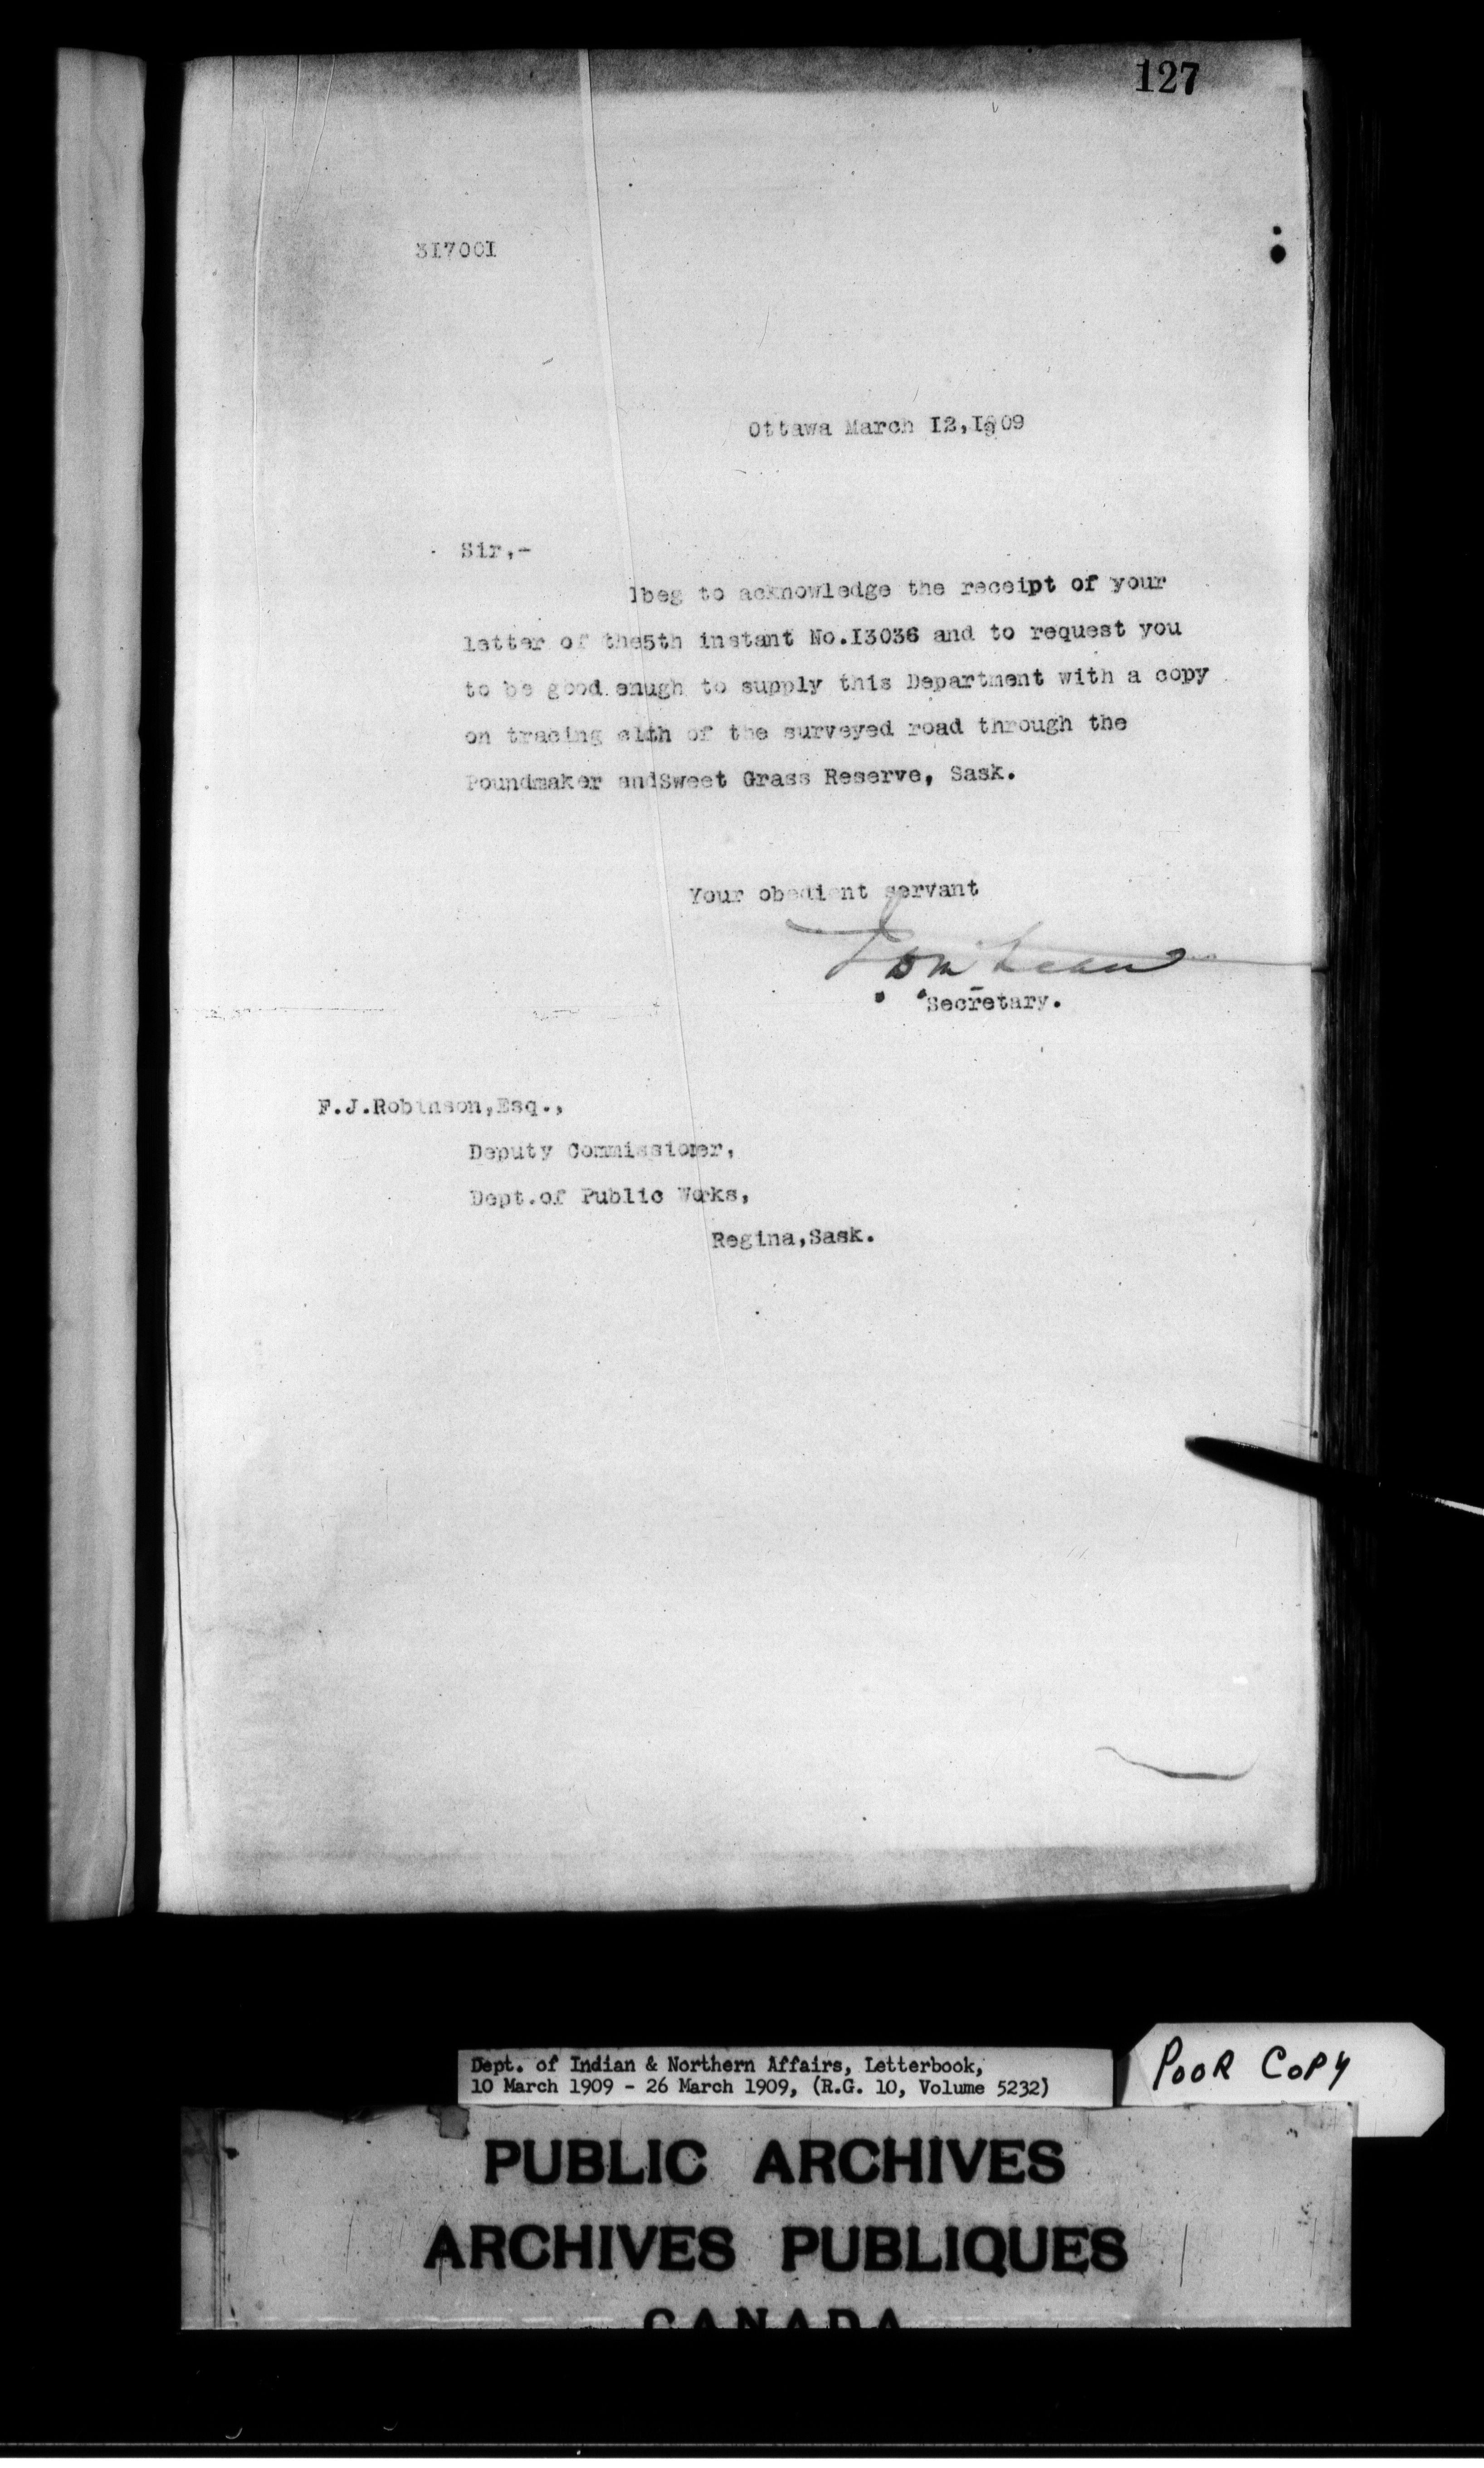 127
317001
Ottawa March 12,1909
Sir,-
I beg to acknowledge the receipt of your
letter of the5th instant No.13036 and to request you
to be good enugh to supply this Department with a copy
on tracing clth of the surveyed road through the
Poundmaker andSweet Grass Reserve, Sask.
Your obedient servant
Secretary.
F.J.Robinson,Esq.,
Deputy Commissioner,
Dept.of Public Works,
Regina,Sask.
Dept. of Indian & Northern Affairs, Letterbook,
10 March 1909 - 26 March 1909, (R.G. 10, Volume 5232)
POOR COPY
PUBLIC ARCHIVES
ARCHIVES PUBLIQUES
CANADA